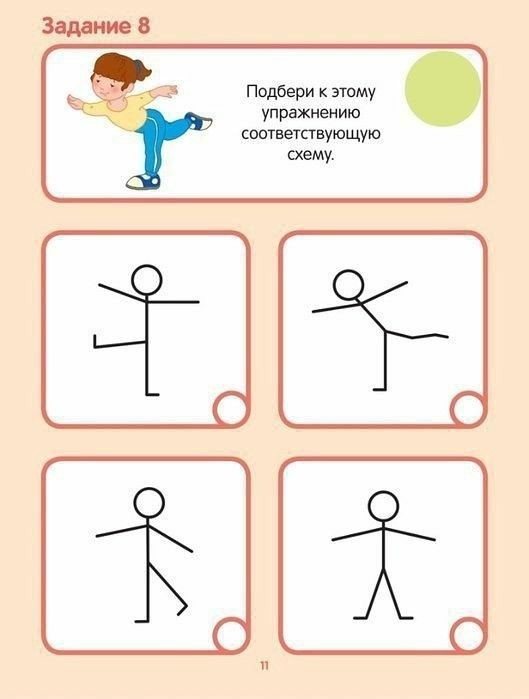 Задание 8
Подбери к этому
упражнению
соответствующую
схему.
11